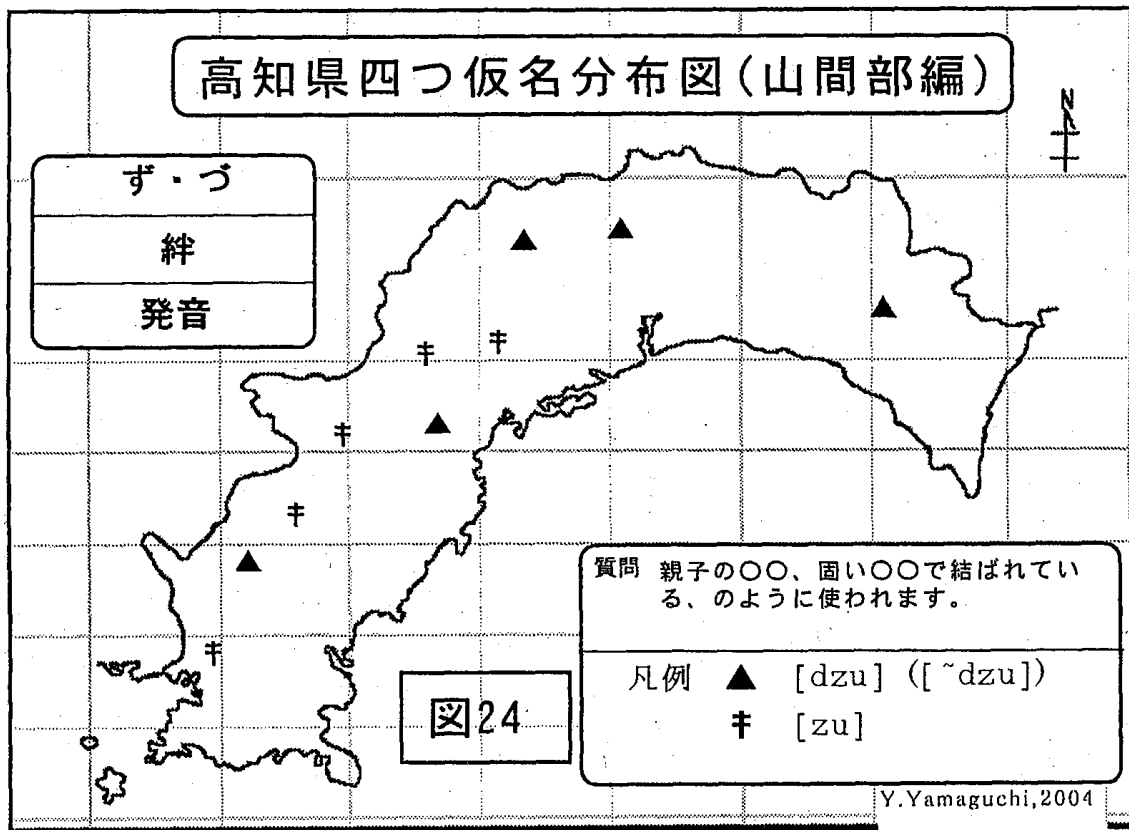 高知県四つ仮名分布図(山間部編)
N
ず・づ
絆
発音
質問 親子の○○、固い○○で結ばれてい
る、のように使われます。
凡例 ▲ [dzu] ([~dzu])
[zu]
図24
Y.Yamaguchi,2004